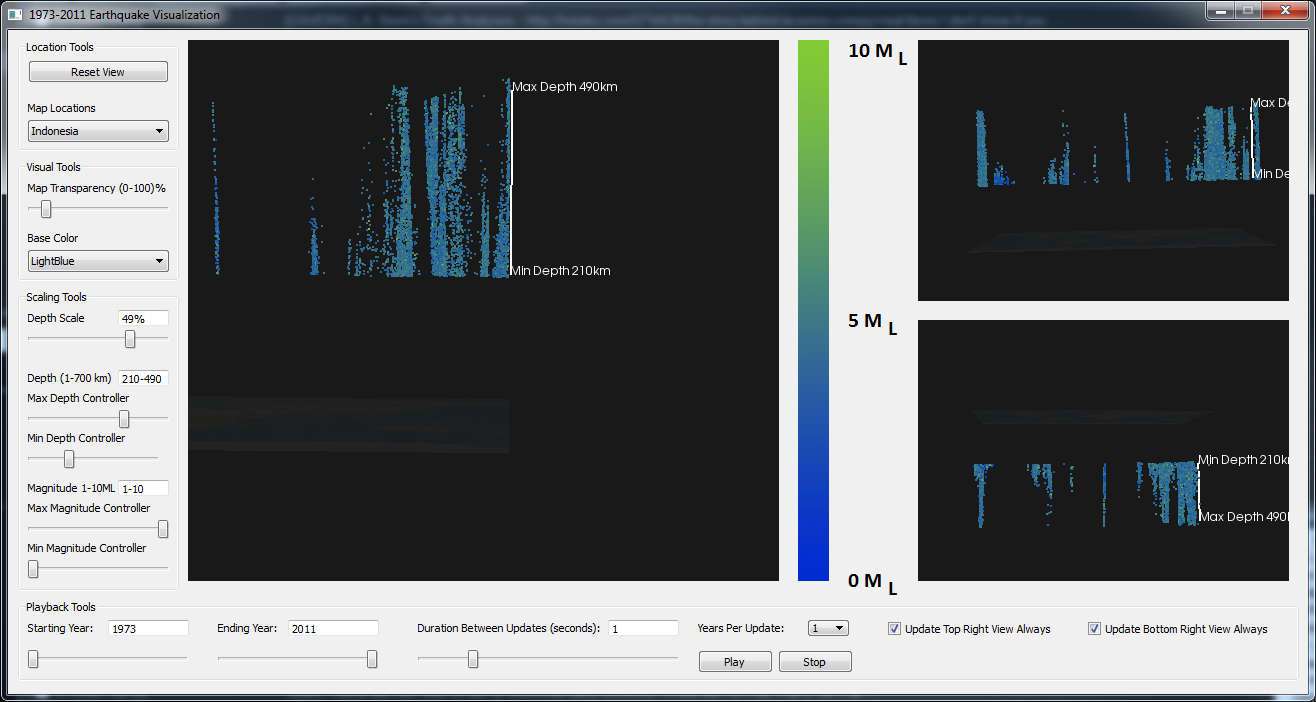 1973-2011 Earthquake Visualization
Location Tools
Reset View
Map Locations
Indonesia
Visual Tools
Map Transparency (0-100)%
Base Color
LightBlue
Scaling Tools
Depth Scale 49%
Depth (1-700 km) 210-490
Max Depth Controller
Min Depth Controller
Magnitude 1-10ML 1-10
Max Magnitude Controller
Min Magnitude Controller
Max Depth 490km
Min Depth 210km
10 M L
5 M L
0 M L
Max De
Min De
Min Depth 210k
Max Depth 490
Playback Tools
Starting Year: 1973
Ending Year: 2011
Duration Between Updates (seconds): 1
Years Per Update: 1
Update Top Right View Always
Update Bottom Right View Always
Play
Stop